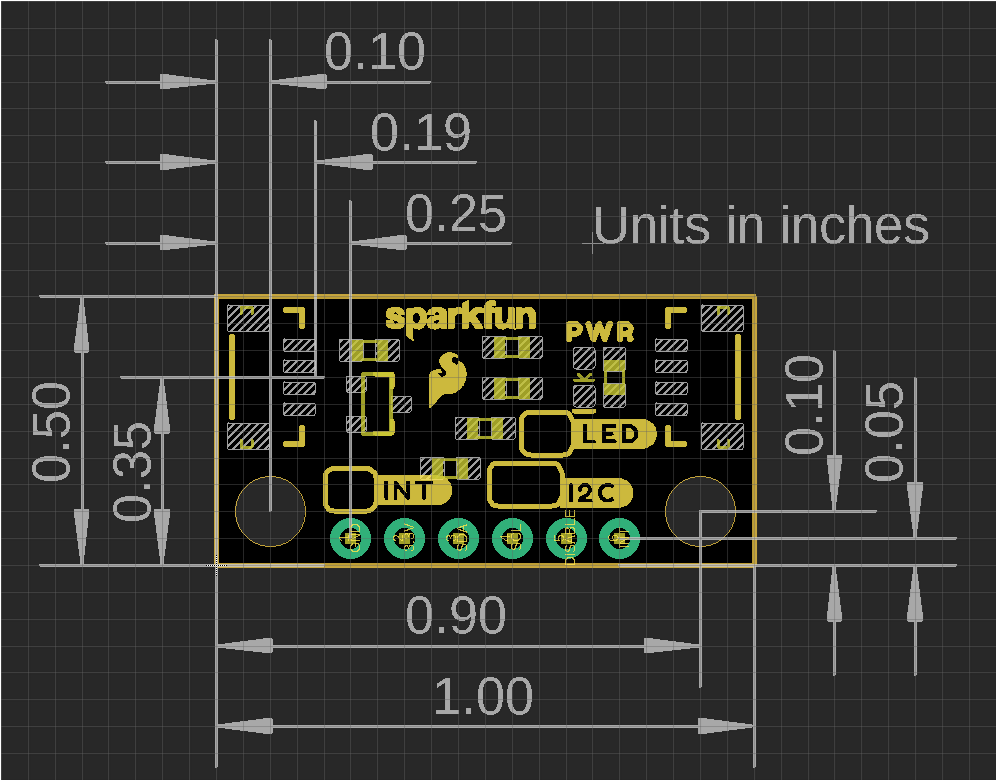 0.10
0.19
0.25
Units in inches
sparkfun
PWR
K
0.50
0.35
0.10
0.05
LED
INT
I2C
GND
3.3V
SDA
SCL
DISABLE
INT
0.90
1.00